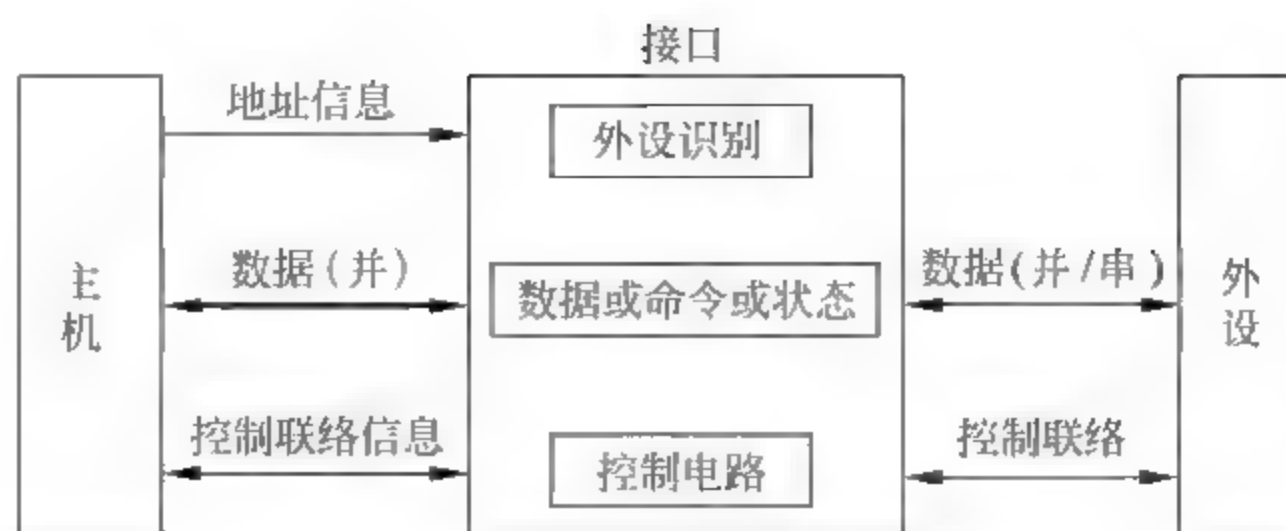 接口
地址信息
外设识别
主机
数据(并)
数据或命令或状态
数据(并/串)
外设
控制联络信息
控制电路
控制联络